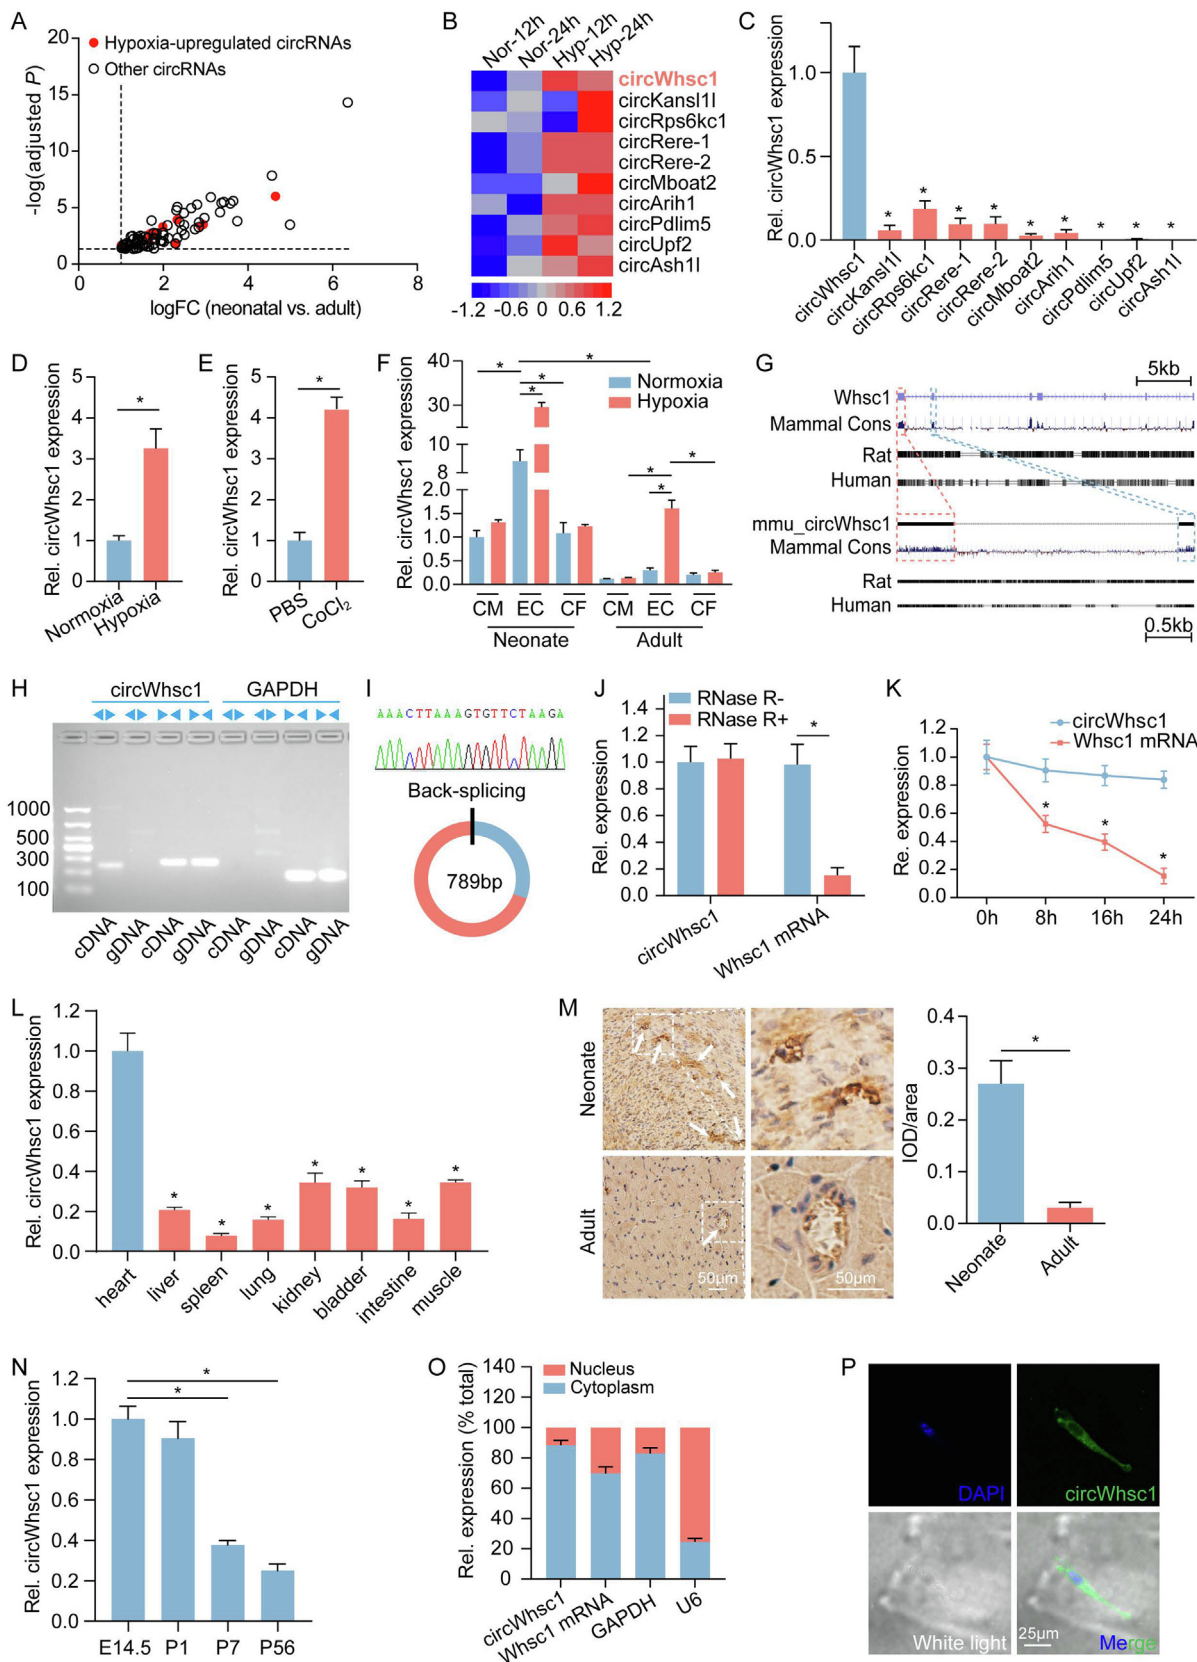 A
-log(adjusted P)
20
15
10
5
0
Hypoxia-upregulated circRNAs
Other circRNAs
0 2 4 6 8
logFC (neonatal vs. adult)
B
Nor-12h Nor-24h Hyp-12h Hyp-24h
circWhsc1
circKansl1l
circRps6kc1
circRere-1
circRere-2
circMboat2
circArih1
circPdlim5
circUpf2
circAsh1l
-1.2 -0.6 0 0.6 1.2
C
Rel. circWhsc1 expression
1.0
0.5
0.0
* * * * * * * * *
circWhsc1 circKansl1l circRps6kc1 circRere-1 circRere-2 circMboat2 circArih1 circPdlim5 circUpf2 circAsh1l
D
Rel. circWhsc1 expression
5
4
3
2
1
0
*
Normoxia Hypoxia
E
Rel. circWhsc1 expression
5
4
3
2
1
0
*
PBS CoCl₂
F
Rel. circWhsc1 expression
40
30
10
8
2.0
1.5
1.0
0.5
0.0
Normoxia
Hypoxia
* * * * * * *
CM EC CF CM EC CF
Neonate Adult
G
5kb
Whsc1
Mammal Cons
Rat
Human
mmu_circWhsc1
Mammal Cons
Rat
Human
0.5kb
H
circWhsc1 GAPDH
1000
500
300
100
cDNA gDNA cDNA gDNA cDNA gDNA cDNA gDNA
I
AAACTTAAAGTGTTCTAAGA
Back-splicing
789bp
J
Rel. expression
1.4
1.2
1.0
0.8
0.6
0.4
0.2
0.0
RNase R-
RNase R+
*
circWhsc1 Whsc1 mRNA
K
Re. expression
1.2
1.0
0.8
0.6
0.4
0.2
0.0
circWhsc1
Whsc1 mRNA
* * *
0h 8h 16h 24h
L
Rel. circWhsc1 expression
1.2
1.0
0.8
0.6
0.4
0.2
0.0
* * * * * * *
heart liver spleen lung kidney bladder intestine muscle
M
Neonate
Adult
50μm
50μm
IOD/area
0.4
0.3
0.2
0.1
0.0
*
Neonate Adult
N
Rel. circWhsc1 expression
1.2
1.0
0.8
0.6
0.4
0.2
0.0
*
*
E14.5 P1 P7 P56
O
Rel. expression (% total)
140
120
100
80
60
40
20
0
Nucleus
Cytoplasm
circWhsc1 Whsc1 mRNA GAPDH U6
P
DAPI
circWhsc1
White light
25μm
Merge